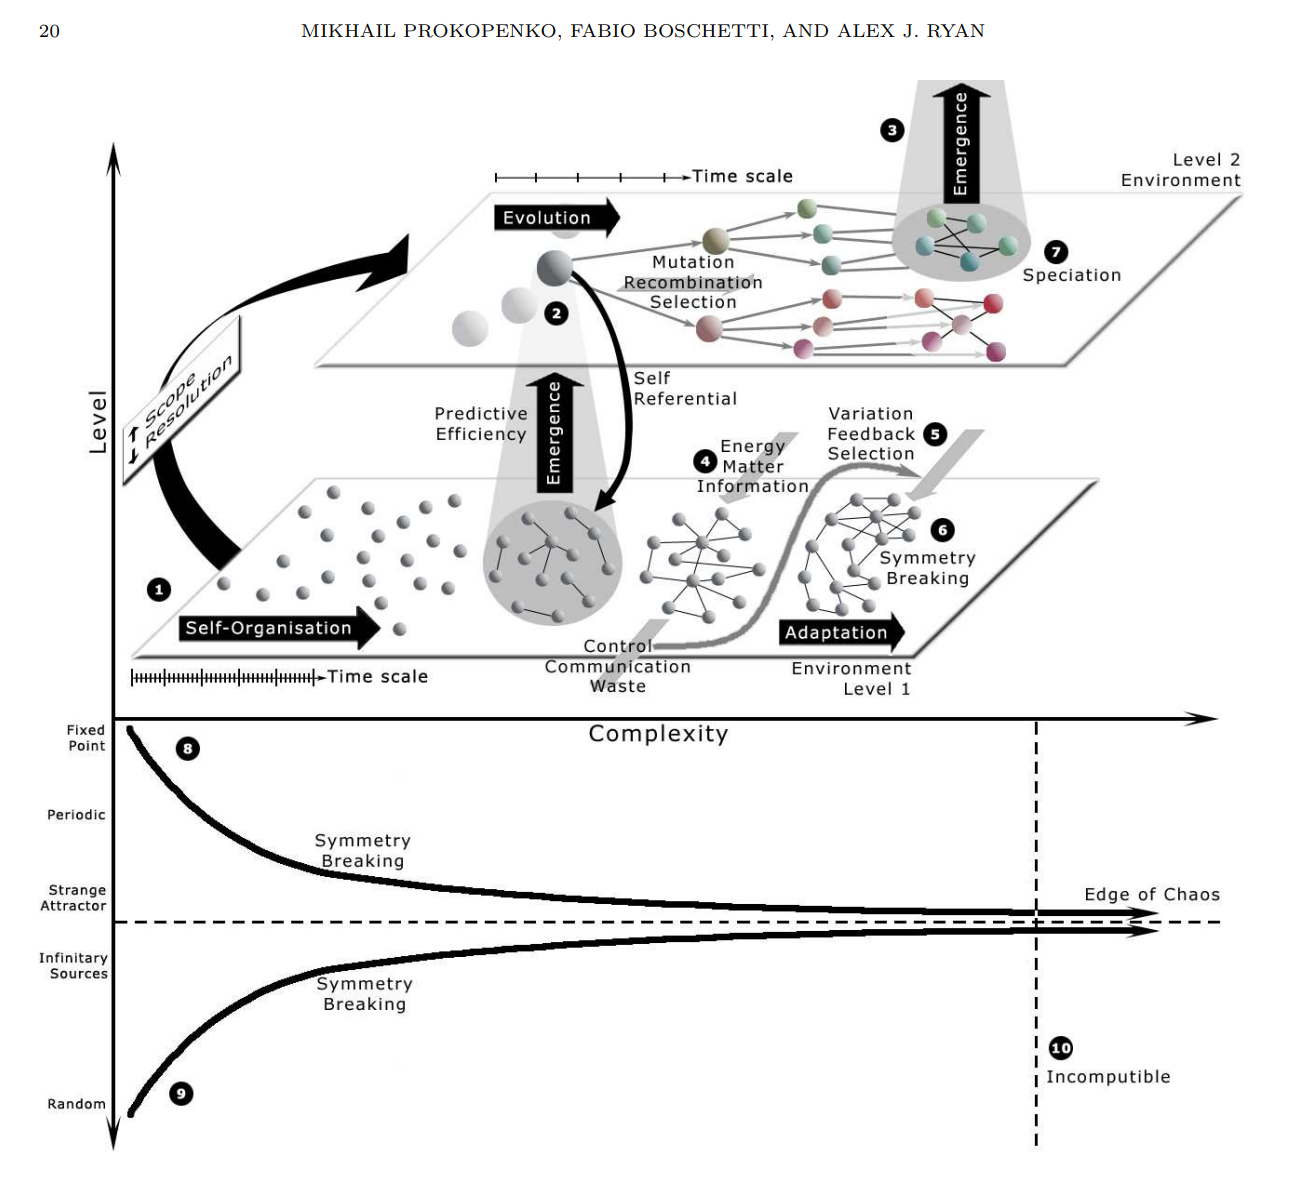 20
MIKHAIL PROKOPENKO, FABIO BOSCHETTI, AND ALEX J. RYAN
3
Emergence
Level 2
Environment
Time scale
Evolution
7
Speciation
Mutation
Recombination
Selection
2
Scope
Resolution
Level
Self
Referential
Predictive
Efficiency
Emergence
Variation
Feedback
Selection
5
4
Energy
Matter
Information
6
Symmetry
Breaking
1
Self-Organisation
Adaptation
Control
Communication
Waste
Environment
Level 1
Time scale
Complexity
Fixed
Point
8
Periodic
Symmetry
Breaking
Strange
Attractor
Edge of Chaos
Infinitary
Sources
Symmetry
Breaking
10
Incomputible
9
Random